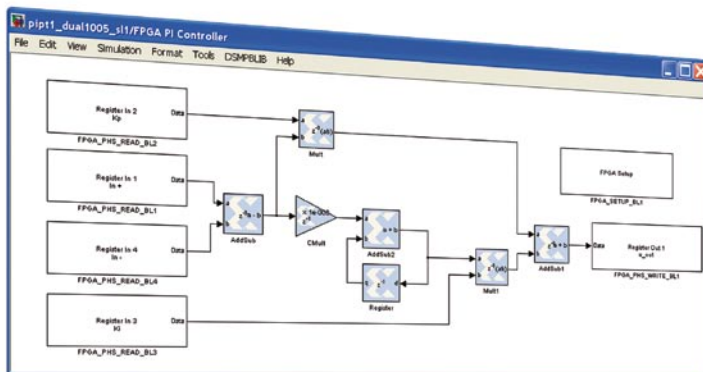 pipt1_dual1005_sl1/FPGA PI Controller
File Edit View Simulation Format Tools DSMPBLIB Help
Register In 2
Kp
Data
FPGA_PHS_READ_BL2
a
b
Mult
Register In 1
In +
Data
FPGA_PHS_READ_BL1
FPGA Setup
FPGA_SETUP_BL1
Register In 4
In -
Data
FPGA_PHS_READ_BL4
a
b
AddSub
CMult
a
b
a + b
AddSub2
Register
a
b
Mult1
a
b
AddSub1
Data
Register Out 1
FPGA_PHS_WRITE_BL1
Register In 3
Ki
Data
FPGA_PHS_READ_BL3